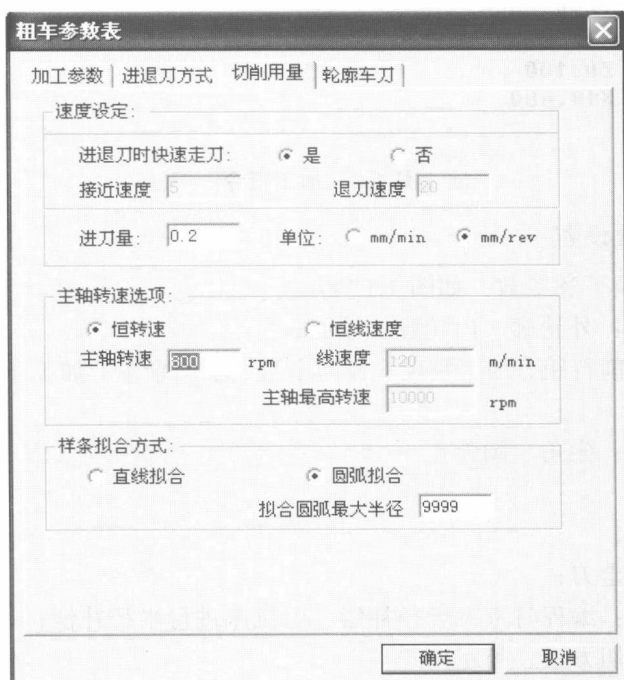 粗车参数表
加工参数 进退刀方式 切削用量 轮廓车刀
速度设定:
进退刀时快速走刀: 是 否
接近速度 5 退刀速度 20
进刀量: 0.2 单位: mm/min mm/rev
主轴转速选项:
恒转速 恒线速度
主轴转速 800 rpm 线速度 120 m/min
主轴最高转速 10000 rpm
样条拟合方式:
直线拟合 圆弧拟合
拟合圆弧最大半径 9999
确定 取消